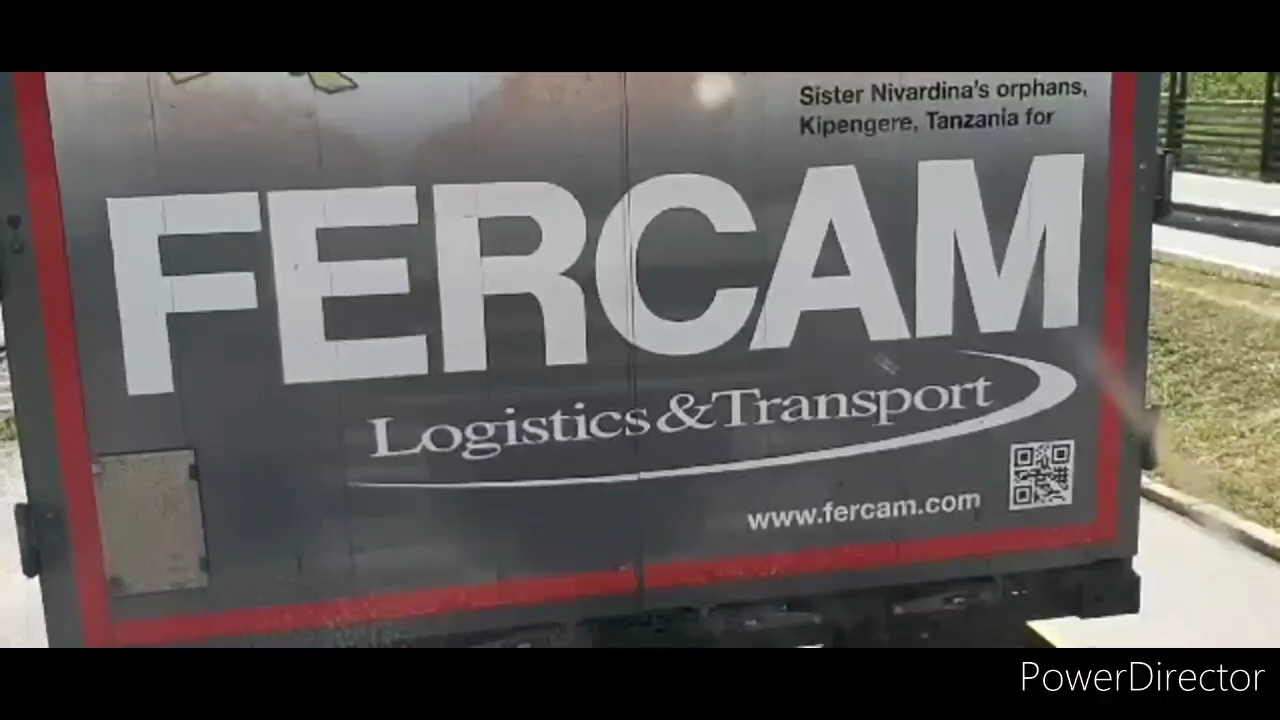 Sister Nivardina's orphans,
Kipengere, Tanzania for
FERCAM
Logistics&Transport
www.fercam.com
PowerDirector